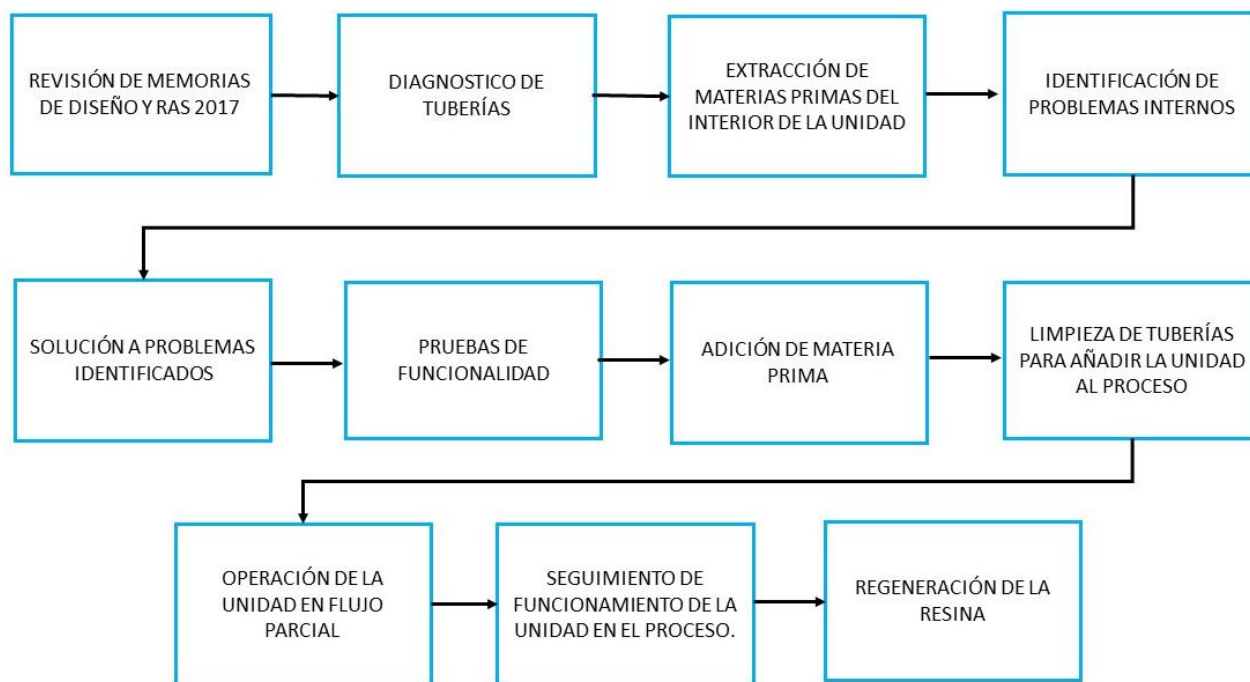 REVISIÓN DE MEMORIAS
DE DISEÑO Y RAS 2017
DIAGNOSTICO DE
TUBERÍAS
EXTRACCIÓN DE
MATERIAS PRIMAS DEL
INTERIOR DE LA UNIDAD
IDENTIFICACIÓN DE
PROBLEMAS INTERNOS
SOLUCIÓN A PROBLEMAS
IDENTIFICADOS
PRUEBAS DE
FUNCIONALIDAD
ADICIÓN DE MATERIA
PRIMA
LIMPIEZA DE TUBERÍAS
PARA AÑADIR LA UNIDAD
AL PROCESO
OPERACIÓN DE LA
UNIDAD EN FLUJO
PARCIAL
SEGUIMIENTO DE
FUNCIONAMIENTO DE LA
UNIDAD EN EL PROCESO.
REGENERACIÓN DE LA
RESINA